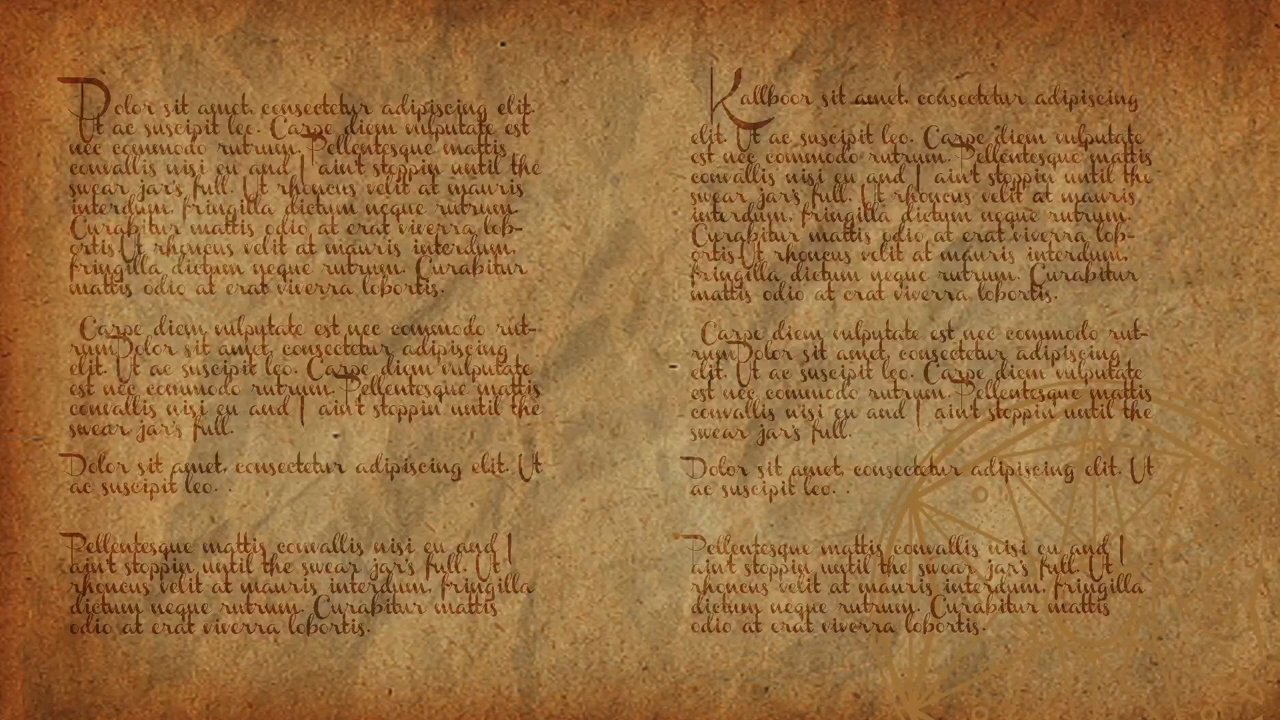 Dolor sit amet, consectetur adipiscing elit.
Ut ac suscipit leo. Carpe diem vulputate est
nec commodo rutrum. Pellentesque mattis
convallis nisi eu and I ain't stoppin until the
swear jar's full. Ut rhoncus velit at mauris
interdum, fringilla dictum neque rutrum.
Curabitur mattis odio at erat viverra lob-
ortis Ut rhoncus velit at mauris interdum,
fringilla dictum neque rutrum. Curabitur
mattis odio at erat viverra lobortis.
Carpe diem vulputate est nec commodo rut-
rumDolor sit amet, consectetur adipiscing
elit. Ut ac suscipit leo. Carpe diem vulputate
est nec commodo rutrum. Pellentesque mattis
convallis nisi eu and I ain't stoppin' until the
swear jar's full.
Dolor sit amet, consectetur adipiscing elit. Ut
ac suscipit leo. .
Pellentesque mattis convallis nisi eu and I
ain't stoppin until the swear jar's full. Ut
rhoncus velit at mauris interdum, fringilla
dictum neque rutrum. Curabitur mattis
odio at erat viverra lobortis.
Kallboor sit amet, consectetur adipiscing
elit. Ut ac suscipit leo. Carpe diem vulputate
est nec commodo rutrum. Pellentesque mattis
convallis nisi eu and I ain't stoppin until the
swear jar's full. Ut rhoncus velit at mauris
interdum, fringilla dictum neque rutrum.
Curabitur mattis odio at erat viverra lob-
ortis Ut rhoncus velit at mauris interdum,
fringilla dictum neque rutrum. Curabitur
mattis odio at erat viverra lobortis.
Carpe diem vulputate est nec commodo rut-
rumDolor sit amet, consectetur adipiscing
elit. Ut ac suscipit leo. Carpe diem vulputate
est nec commodo rutrum. Pellentesque mattis
convallis nisi eu and I ain't stoppin until the
swear jar's full.
Dolor sit amet, consectetur adipiscing elit. Ut
ac suscipit leo. .
Pellentesque mattis convallis nisi eu and I
ain't stoppin until the swear jar's full. Ut
rhoncus velit at mauris interdum, fringilla
dictum neque rutrum. Curabitur mattis
odio at erat viverra lobortis.